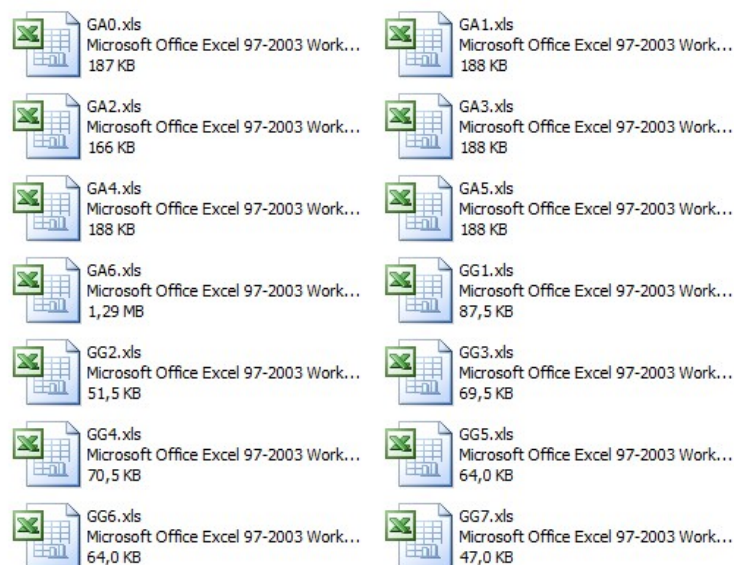 GA0.xls
Microsoft Office Excel 97-2003 Work...
187 KB
GA1.xls
Microsoft Office Excel 97-2003 Work...
188 KB
GA2.xls
Microsoft Office Excel 97-2003 Work...
166 KB
GA3.xls
Microsoft Office Excel 97-2003 Work...
188 KB
GA4.xls
Microsoft Office Excel 97-2003 Work...
188 KB
GA5.xls
Microsoft Office Excel 97-2003 Work...
188 KB
GA6.xls
Microsoft Office Excel 97-2003 Work...
1,29 MB
GG1.xls
Microsoft Office Excel 97-2003 Work...
87,5 KB
GG2.xls
Microsoft Office Excel 97-2003 Work...
51,5 KB
GG3.xls
Microsoft Office Excel 97-2003 Work...
69,5 KB
GG4.xls
Microsoft Office Excel 97-2003 Work...
70,5 KB
GG5.xls
Microsoft Office Excel 97-2003 Work...
64,0 KB
GG6.xls
Microsoft Office Excel 97-2003 Work...
64,0 KB
GG7.xls
Microsoft Office Excel 97-2003 Work...
47,0 KB